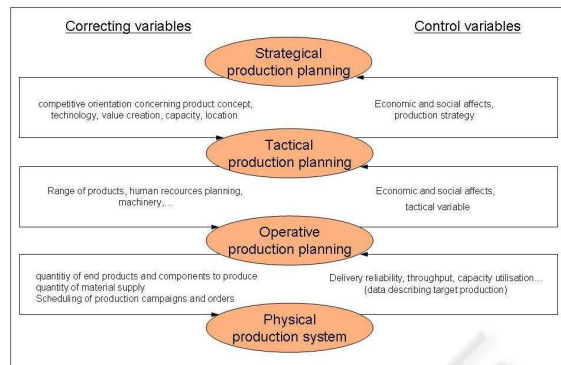 Correcting variables
Control variables
Strategical
production planning
competitive orientation concerning product concept,
technology, value creation, capacity, location
Economic and social affects,
production strategy
Tactical
production planning
Range of products, human recources planning,
machinery,...
Economic and social affects,
tactical variable
Operative
production planning
quantitiy of end products and components to produce
quantity of material supply
Scheduling of production campaigns and orders
Delivery reliability, throughput, capacity utilisation...
(data describing target production)
Physical
production system